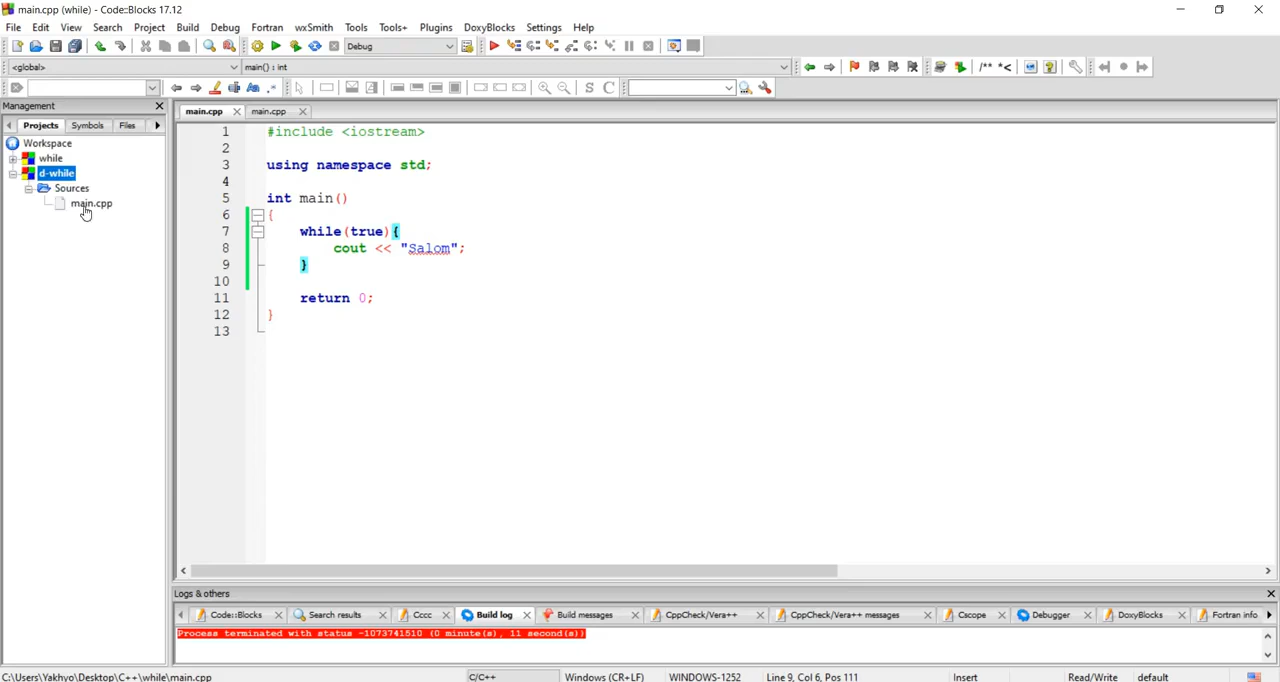 main.cpp (while) - Code::Blocks 17.12
File Edit View Search Project Build Debug Fortran wxSmith Tools Tools+ Plugins DoxyBlocks Settings Help
Debug
<global> main() : int
/** *<
Aa .*
S C
Management
main.cpp main.cpp
Projects Symbols Files
Workspace
while
d-while
Sources
main.cpp
1 #include <iostream>
2
3 using namespace std;
4
5 int main()
6 {
7 while(true){
8 cout << "Salom";
9 }
10
11 return 0;
12 }
13
Logs & others
Code::Blocks Search results Cccc Build log Build messages CppCheck/Vera++ CppCheck/Vera++ messages Cscope Debugger DoxyBlocks Fortran info
Process terminated with status -1073741510 (0 minute(s), 11 second(s))
C:\Users\Yakhyo\Desktop\C++\while\main.cpp C/C++ Windows (CR+LF) WINDOWS-1252 Line 9, Col 6, Pos 111 Insert Read/Write default